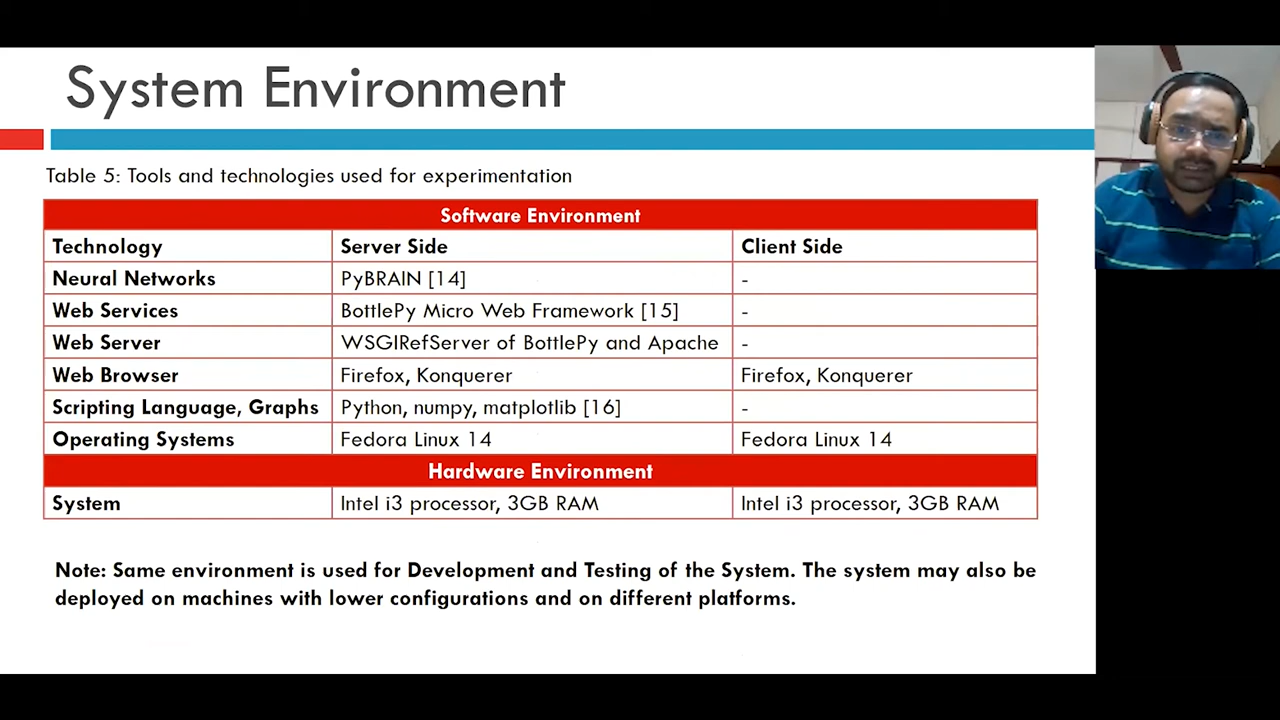 System Environment
Table 5: Tools and technologies used for experimentation
Software Environment
Technology Server Side Client Side
Neural Networks PyBRAIN [14] -
Web Services BottlePy Micro Web Framework [15] -
Web Server WSGIRefServer of BottlePy and Apache -
Web Browser Firefox, Konquerer Firefox, Konquerer
Scripting Language, Graphs Python, numpy, matplotlib [16] -
Operating Systems Fedora Linux 14 Fedora Linux 14
Hardware Environment
System Intel i3 processor, 3GB RAM Intel i3 processor, 3GB RAM
Note: Same environment is used for Development and Testing of the System. The system may also be
deployed on machines with lower configurations and on different platforms.